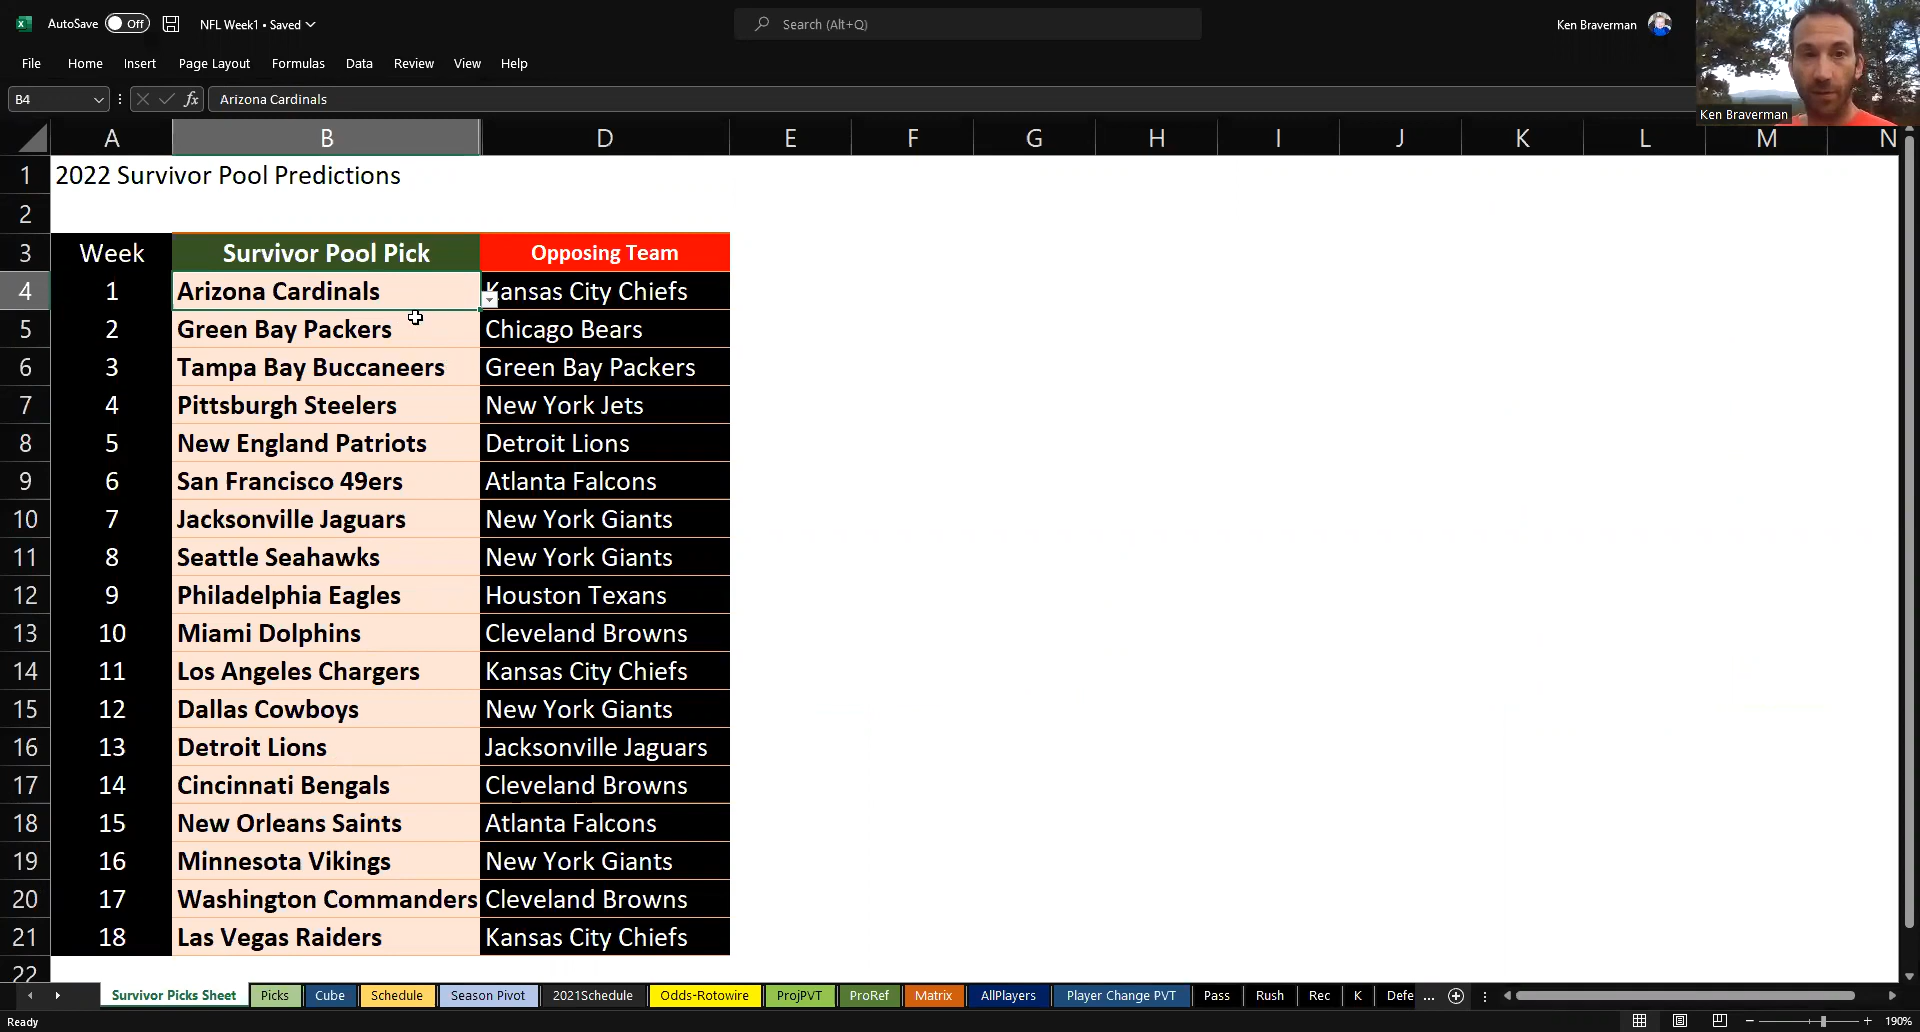 AutoSave Off NFL Week1 • Saved Search (Alt+Q) Ken Braverman
File Home Insert Page Layout Formulas Data Review View Help
B4 fx Arizona Cardinals Ken Braverman
A B D E F G H I J K L M N
1 2022 Survivor Pool Predictions
2
3 Week Survivor Pool Pick Opposing Team
4 1 Arizona Cardinals Kansas City Chiefs
5 2 Green Bay Packers Chicago Bears
6 3 Tampa Bay Buccaneers Green Bay Packers
7 4 Pittsburgh Steelers New York Jets
8 5 New England Patriots Detroit Lions
9 6 San Francisco 49ers Atlanta Falcons
10 7 Jacksonville Jaguars New York Giants
11 8 Seattle Seahawks New York Giants
12 9 Philadelphia Eagles Houston Texans
13 10 Miami Dolphins Cleveland Browns
14 11 Los Angeles Chargers Kansas City Chiefs
15 12 Dallas Cowboys New York Giants
16 13 Detroit Lions Jacksonville Jaguars
17 14 Cincinnati Bengals Cleveland Browns
18 15 New Orleans Saints Atlanta Falcons
19 16 Minnesota Vikings New York Giants
20 17 Washington Commanders Cleveland Browns
21 18 Las Vegas Raiders Kansas City Chiefs
22
Survivor Picks Sheet Picks Cube Schedule Season Pivot 2021Schedule Odds-Rotowire ProjPVT ProRef Matrix AllPlayers Player Change PVT Pass Rush Rec K Defe ...
Ready 190%